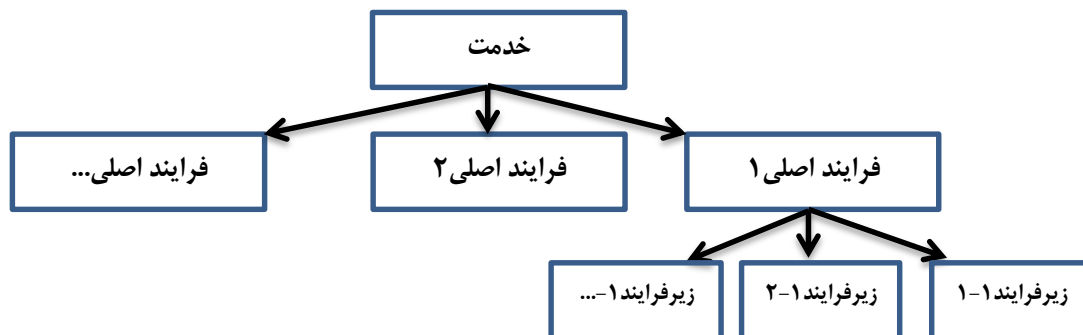 خدمت
فرایند اصلی۱
فرایند اصلی۲
فرایند اصلی...
زیرفرایند۱-۱
زیرفرایند۱-۲
زیرفرایند۱-...